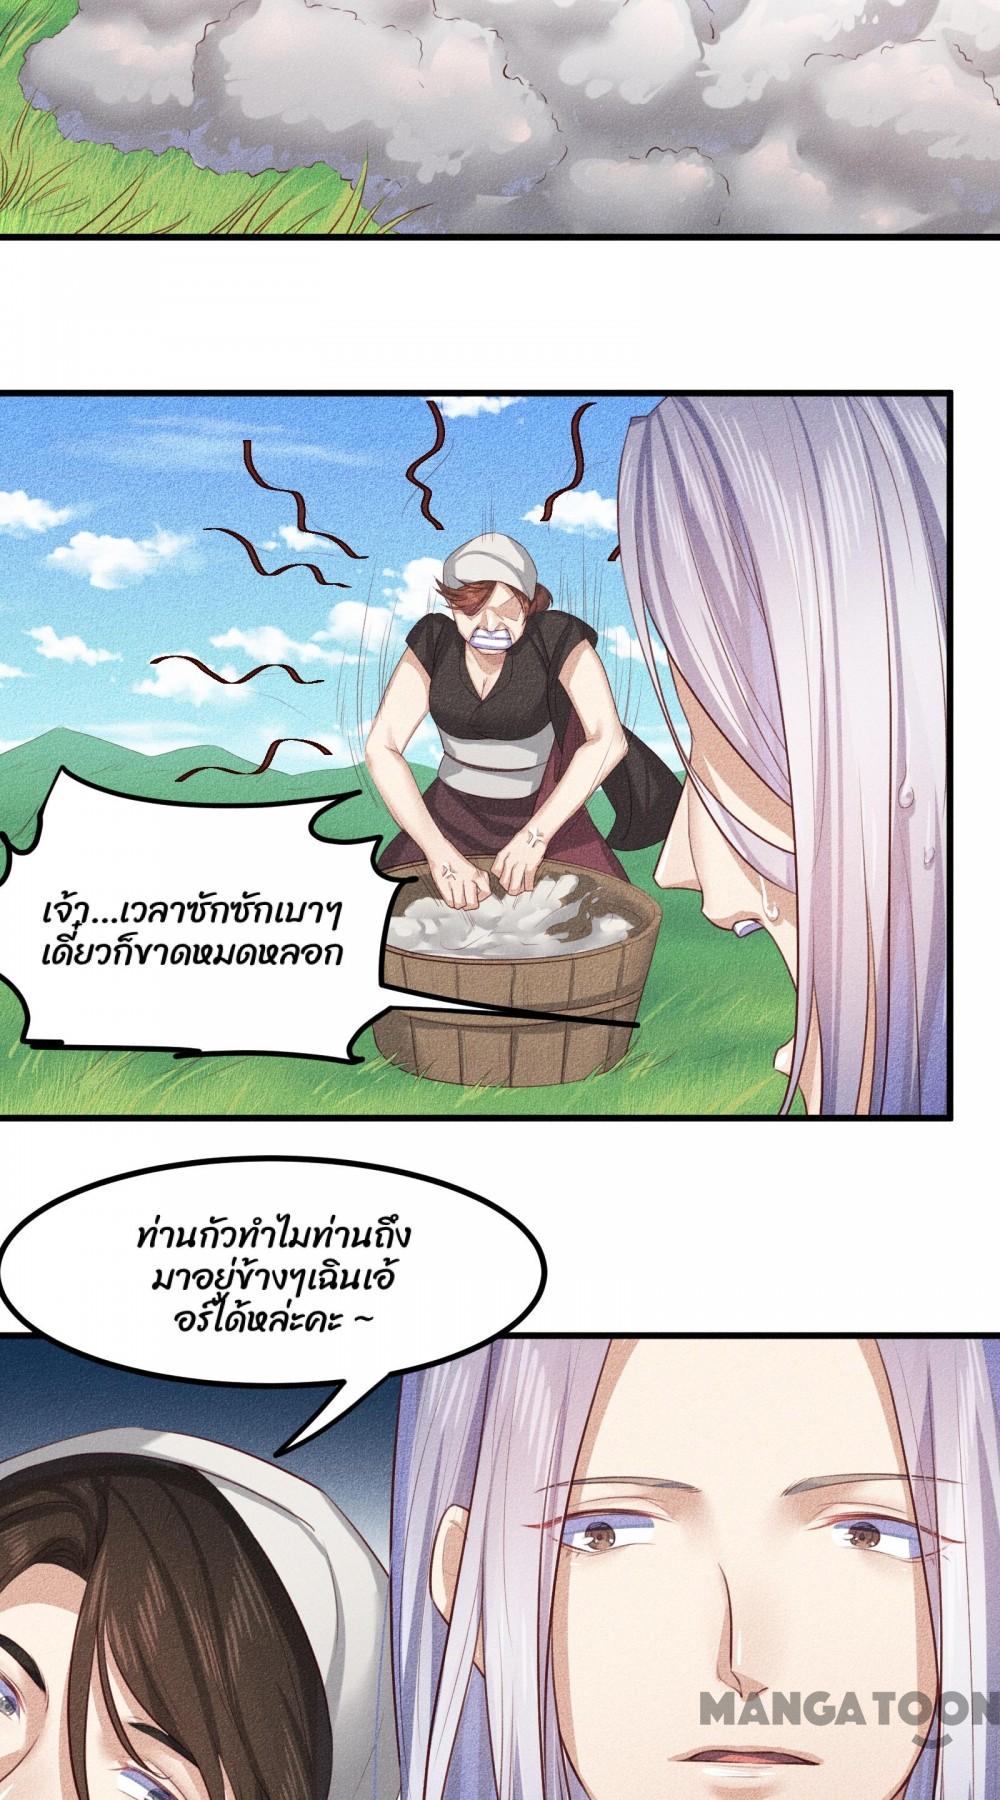 เจ้า...เวลาซักซักเบาๆ
เดี๋ยวก็ขาดหมดหลอก
ท่านกัวทำไมท่านถึง
มาอยู่ข้างๆเฉินเอ้
อร์ได้หล่ะคะ ~
MANGATOON